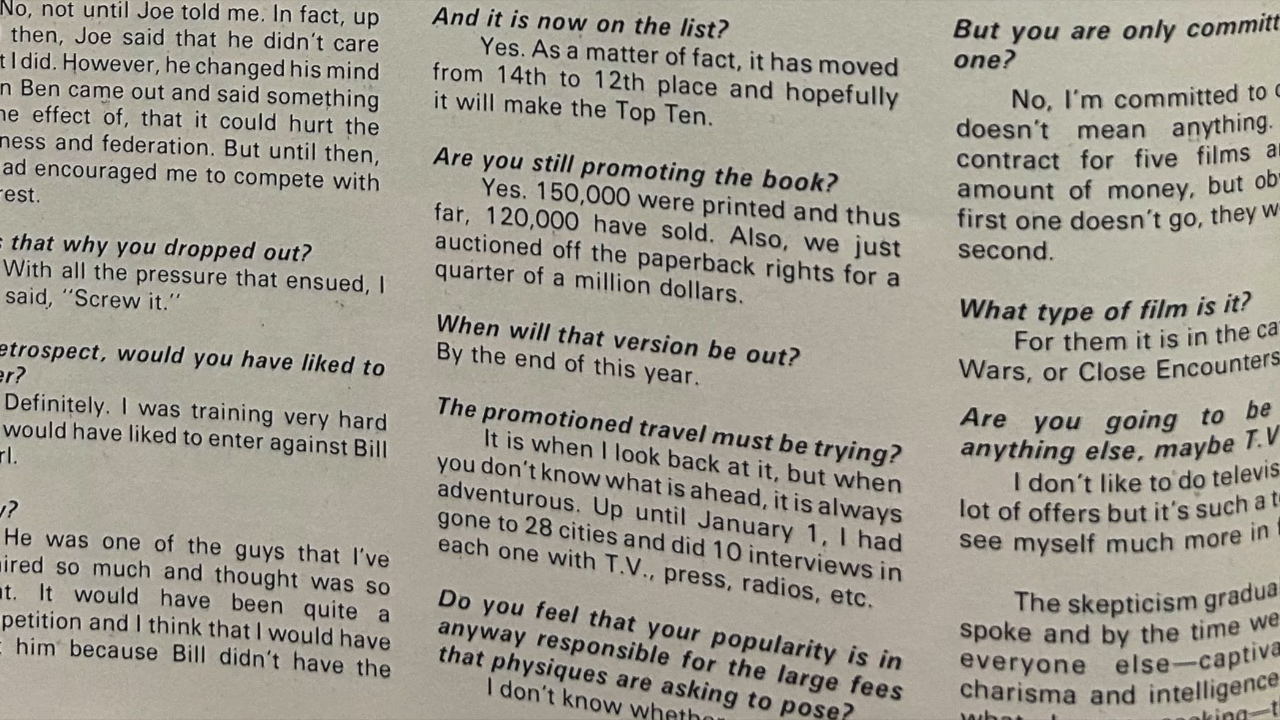 No, not until Joe told me. In fact, up
then, Joe said that he didn't care
I did. However, he changed his mind
Ben came out and said something
effect of, that it could hurt the
and federation. But until then,
encouraged me to compete with
that why you dropped out?
With all the pressure that ensued, I
said, "Screw it."
would you have liked to
Definitely. I was training very hard
would have liked to enter against Bill
He was one of the guys that I've
so much and thought was so
It would have been quite a
and I think that I would have
him because Bill didn't have the
And it is now on the list?
Yes. As a matter of fact, it has moved
from 14th to 12th place and hopefully
it will make the Top Ten.
Are you still promoting the book?
Yes. 150,000 were printed and thus
far, 120,000 have sold. Also, we just
auctioned off the paperback rights for a
quarter of a million dollars.
When will that version be out?
By the end of this year.
The promotioned travel must be trying?
It is when I look back at it, but when
you don't know what is ahead, it is always
adventurous. Up until January 1, I had
gone to 28 cities and did 10 interviews in
each one with T.V., press, radios, etc.
Do you feel that your popularity is in
anyway responsible for the large fees
that physiques are asking to pose?
I don't know
But you are only
one?
No, I'm committed to
doesn't mean anything.
contract for five films
amount of money, but
first one doesn't go, they
second.
What type of film is it?
For them it is in the
Wars, or Close Encounters
Are you going to be
anything else, maybe T.V
I don't like to do
lot of offers but it's such a
see myself much more in
The skepticism
spoke and by the time
everyone else—
charisma and intelligence